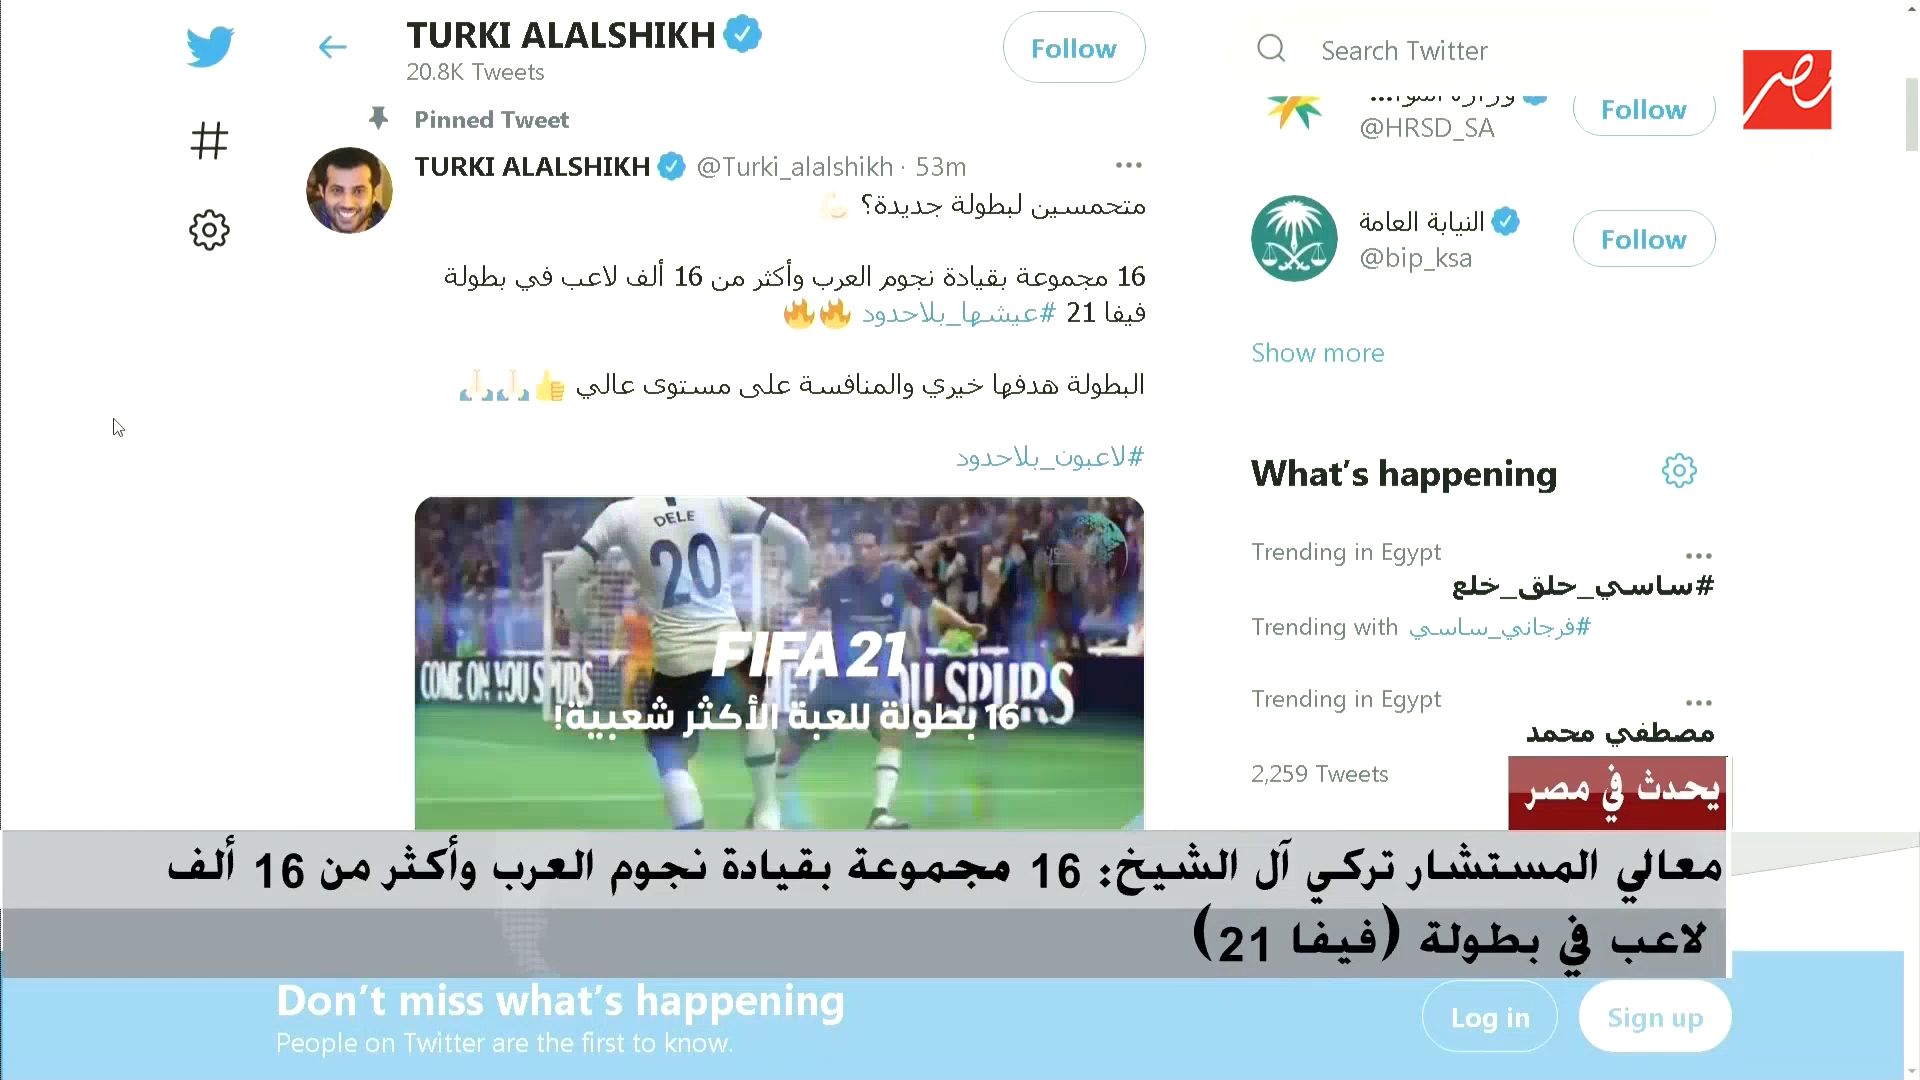 TURKI ALALSHIKH
20.8K Tweets
Follow
Search Twitter
مصر
Pinned Tweet
TURKI ALALSHIKH @Turki_alalshikh · 53m
متحمسين لبطولة جديدة؟
16 مجموعة بقيادة نجوم العرب وأكثر من 16 ألف لاعب في بطولة
فيفا 21 #عيشها_بلاحدود
البطولة هدفها خيري والمنافسة على مستوى عالي
#لاعبون_بلاحدود
DELE
20
COME ON YOU SPURS
FIFA 21
16 بطولة للعبة الأكثر شعبية!
@HRSD_SA
Follow
النيابة العامة
@bip_ksa
Follow
Show more
What's happening
Trending in Egypt
#ساسي_حلق_خلع
Trending with #فرجاني_ساسي
Trending in Egypt
مصطفي محمد
2,259 Tweets
يحدث في مصر
معالي المستشار تركي آل الشيخ: 16 مجموعة بقيادة نجوم العرب وأكثر من 16 ألف
لاعب في بطولة (فيفا 21)
Don't miss what's happening
People on Twitter are the first to know.
Log in
Sign up